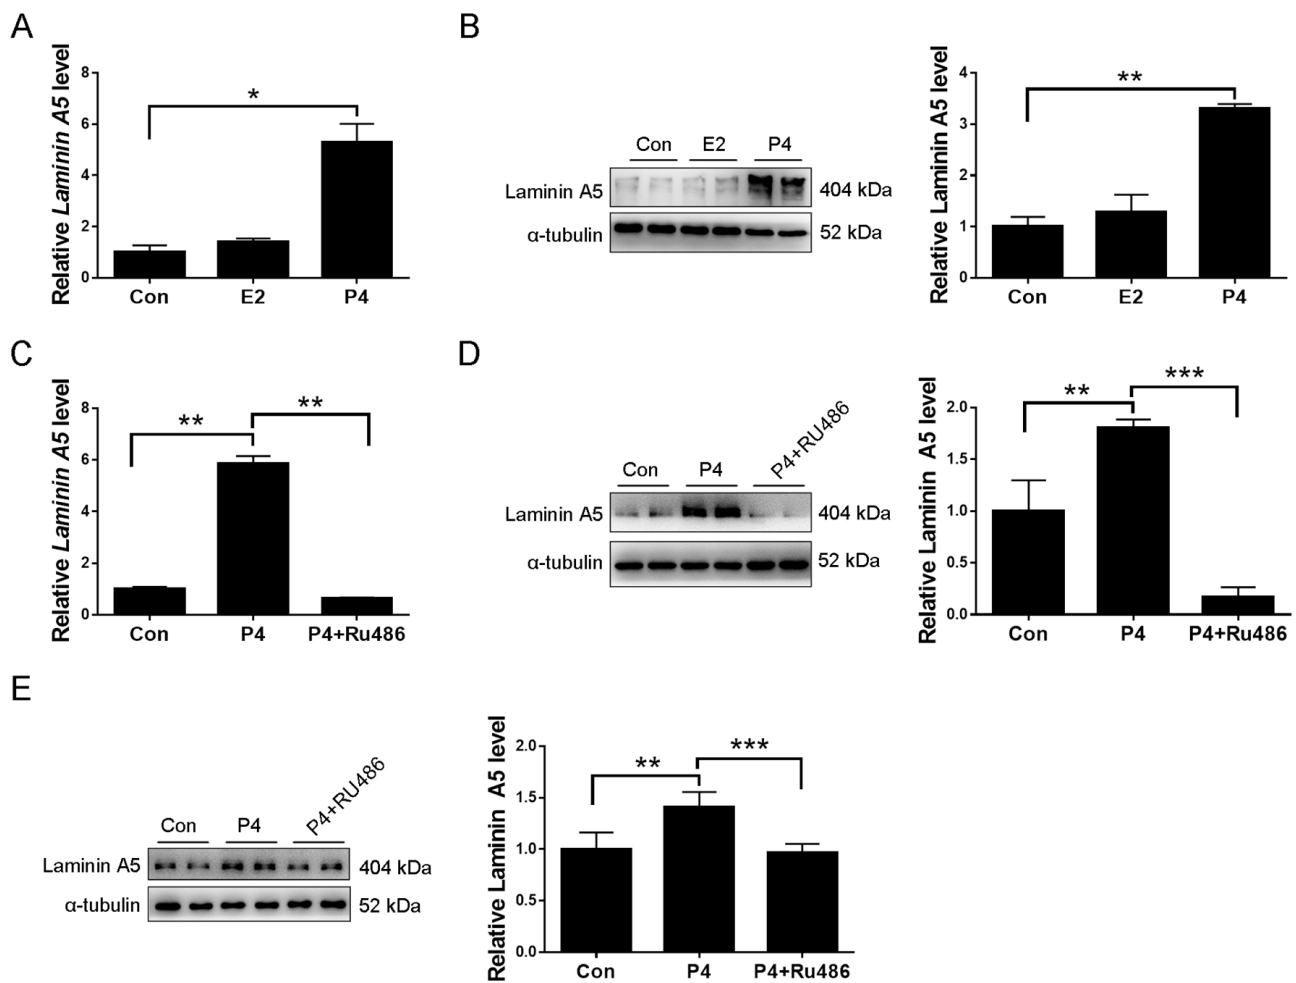 A
Relative Laminin A5 level
8
6
4
2
0
*
Con E2 P4
B
Con E2 P4
Laminin A5 404 kDa
α-tubulin 52 kDa
Relative Laminin A5 level
4
3
2
1
0
**
Con E2 P4
C
Relative Laminin A5 level
8
6
4
2
0
** **
Con P4 P4+Ru486
D
Con P4 P4+RU486
Laminin A5 404 kDa
α-tubulin 52 kDa
Relative Laminin A5 level
2.0
1.5
1.0
0.5
0.0
** ***
Con P4 P4+Ru486
E
Con P4 P4+RU486
Laminin A5 404 kDa
α-tubulin 52 kDa
Relative Laminin A5 level
2.0
1.5
1.0
0.5
0.0
** ***
Con P4 P4+Ru486